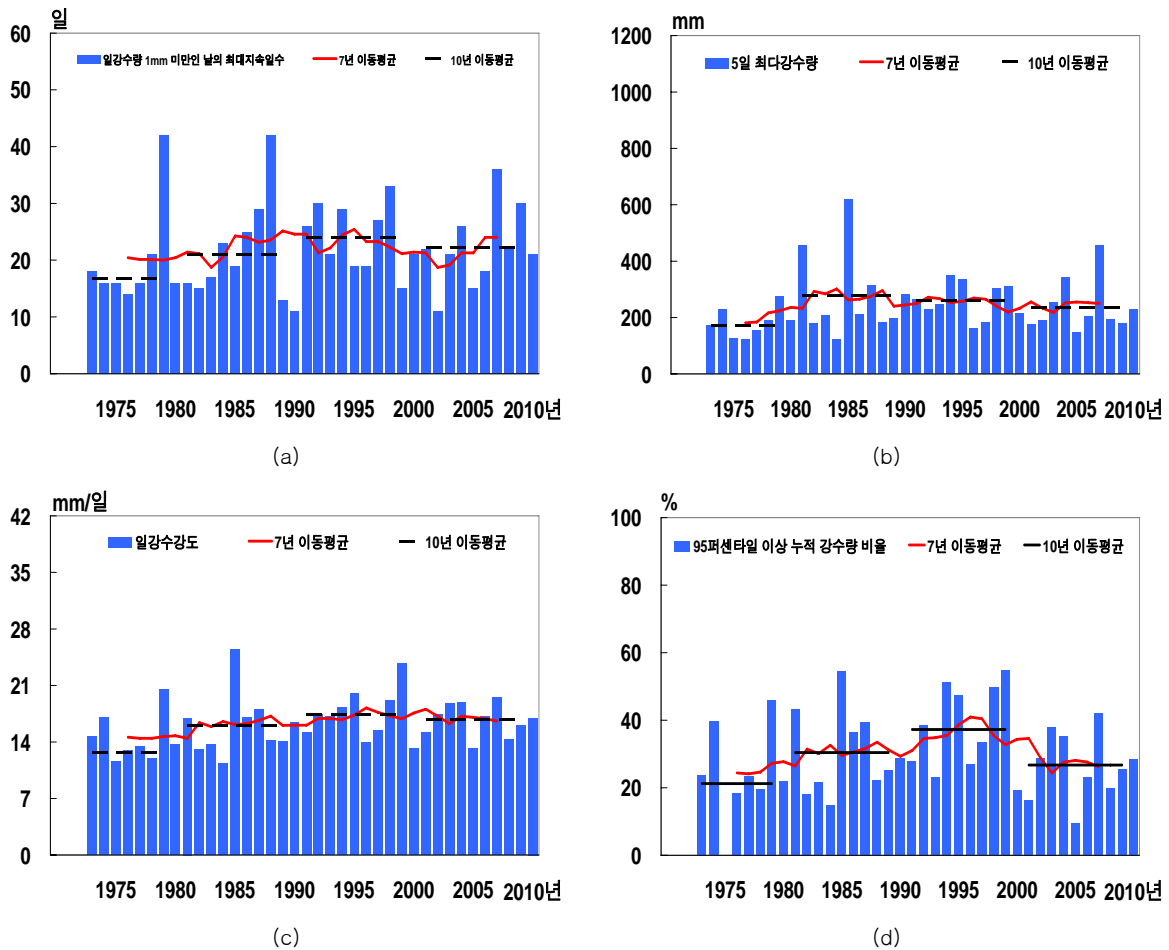 일
60
50
40
30
20
10
0
일강수량 1mm 미만인 날의 최대지속일수 7년 이동평균 10년 이동평균
1975 1980 1985 1990 1995 2000 2005 2010년
(a)
mm
1200
1000
800
600
400
200
0
5일 최다강수량 7년 이동평균 10년 이동평균
1975 1980 1985 1990 1995 2000 2005 2010년
(b)
mm/일
42
35
28
21
14
7
0
일강수강도 7년 이동평균 10년 이동평균
1975 1980 1985 1990 1995 2000 2005 2010년
(c)
%
100
80
60
40
20
0
95퍼센타일 이상 누적 강수량 비율 7년 이동평균 10년 이동평균
1975 1980 1985 1990 1995 2000 2005 2010년
(d)